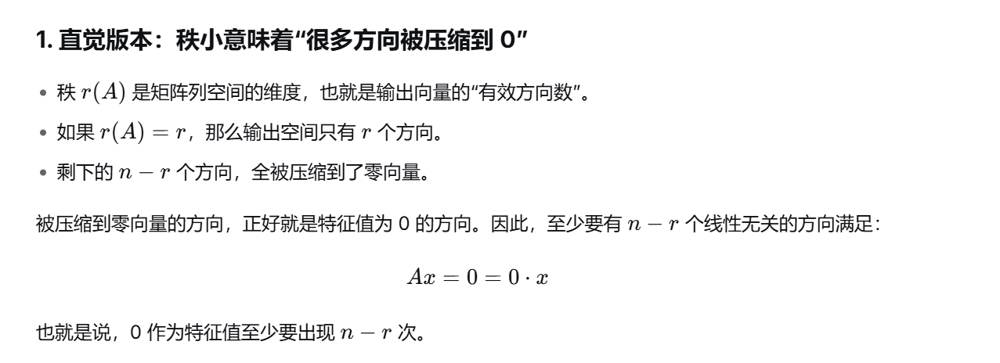 1. 直觉版本：秩小意味着“很多方向被压缩到 0”
• 秩 r(A) 是矩阵列空间的维度，也就是输出向量的“有效方向数”。
• 如果 r(A) = r，那么输出空间只有 r 个方向。
• 剩下的 n − r 个方向，全被压缩到了零向量。
被压缩到零向量的方向，正好就是特征值为 0 的方向。因此，至少要有 n − r 个线性无关的方向满足：
Ax = 0 = 0 · x
也就是说，0 作为特征值至少要出现 n − r 次。